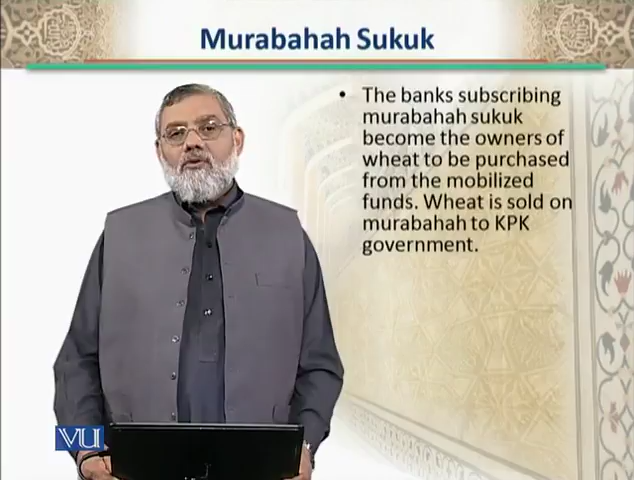 Murabahah Sukuk
• The banks subscribing
murabahah sukuk
become the owners of
wheat to be purchased
from the mobilized
funds. Wheat is sold on
murabahah to KPK
government.
VU